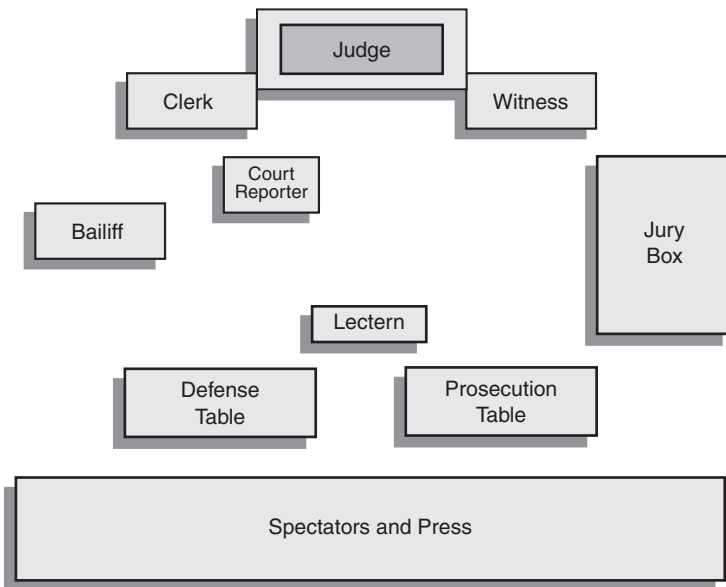 Judge
Clerk
Witness
Court
Reporter
Bailiff
Jury
Box
Lectern
Defense
Table
Prosecution
Table
Spectators and Press